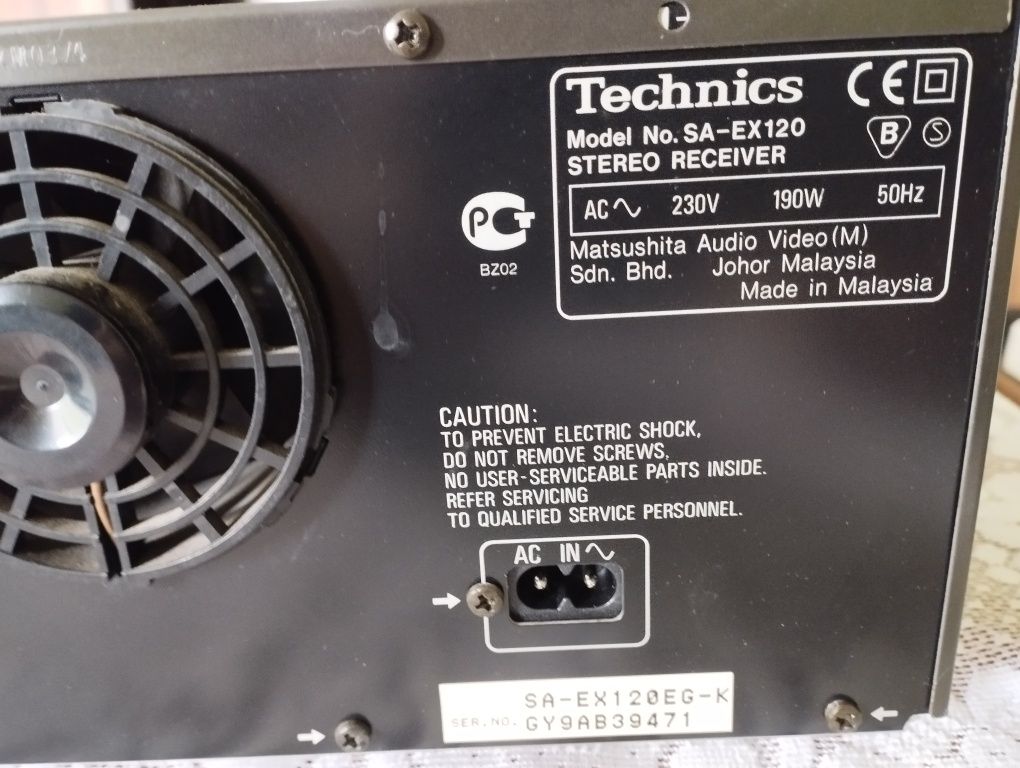 Technics CE
Model No. SA-EX120 B S
STEREO RECEIVER
AC 230V 190W 50Hz
Matsushita Audio Video (M)
Sdn. Bhd. Johor Malaysia
Made in Malaysia
PCT
BZ02
CAUTION:
TO PREVENT ELECTRIC SHOCK,
DO NOT REMOVE SCREWS,
NO USER-SERVICEABLE PARTS INSIDE.
REFER SERVICING
TO QUALIFIED SERVICE PERSONNEL.
AC IN
SA-EX120EG-K
SER.NO. GY9AB39471